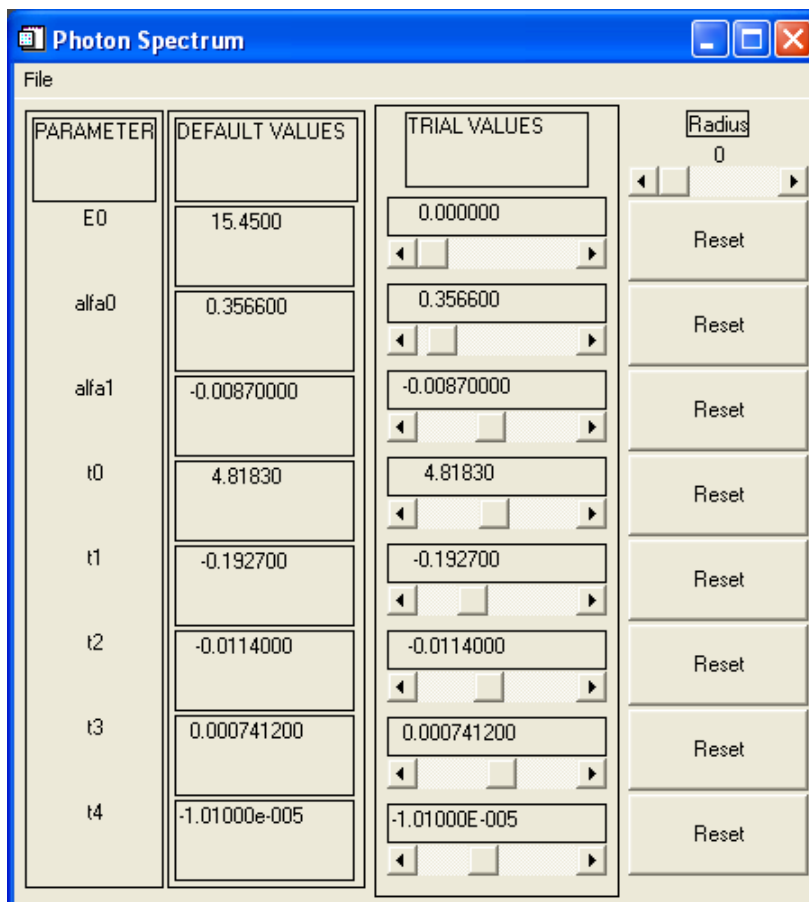 Photon Spectrum
File
PARAMETER DEFAULT VALUES TRIAL VALUES Radius
0
E0 15.4500 0.000000 Reset
alfa0 0.356600 0.356600 Reset
alfa1 -0.00870000 -0.00870000 Reset
t0 4.81830 4.81830 Reset
t1 -0.192700 -0.192700 Reset
t2 -0.0114000 -0.0114000 Reset
t3 0.000741200 0.000741200 Reset
t4 -1.01000e-005 -1.01000E-005 Reset